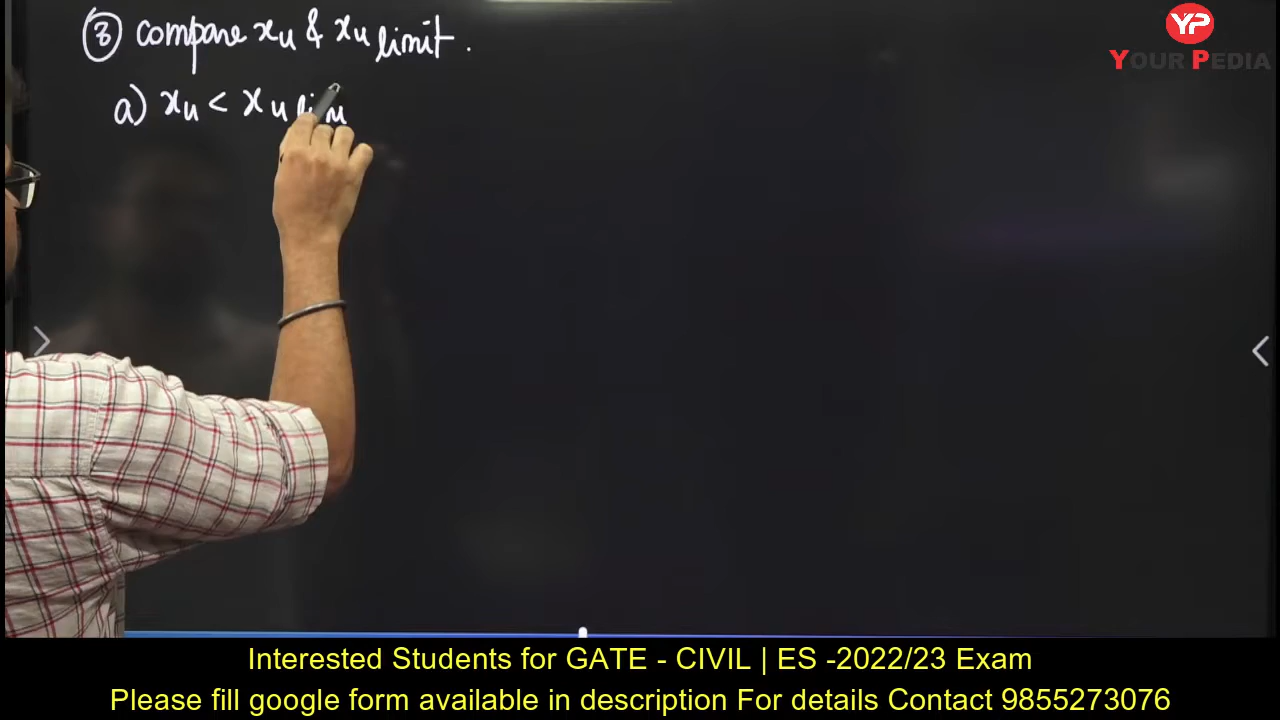 ③ compare xu & xu limit.
a) xu < xu lim
YP
YOUR PEDIA
Interested Students for GATE - CIVIL | ES -2022/23 Exam
Please fill google form available in description For details Contact 9855273076